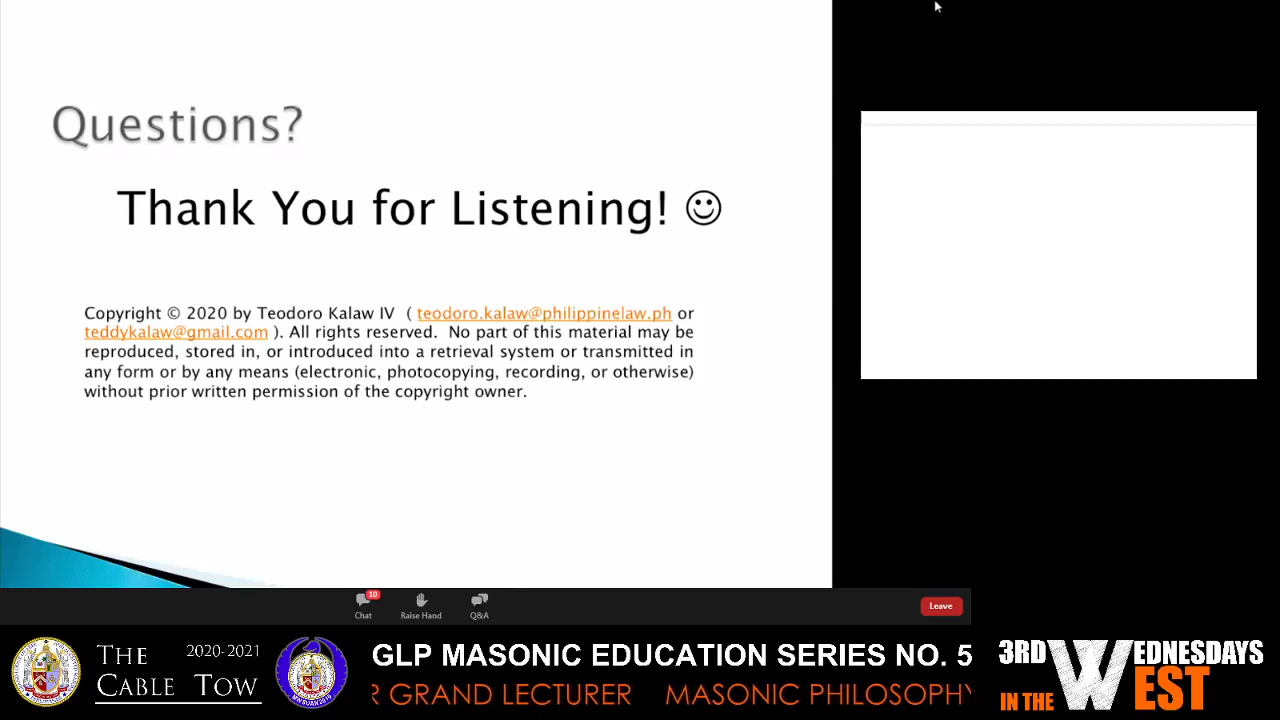 Questions?
Thank You for Listening! ☺
Copyright © 2020 by Teodoro Kalaw IV ( teodoro.kalaw@philippinelaw.ph or
teddykalaw@gmail.com ). All rights reserved. No part of this material may be
reproduced, stored in, or introduced into a retrieval system or transmitted in
any form or by any means (electronic, photocopying, recording, or otherwise)
without prior written permission of the copyright owner.
10
Chat
Raise Hand
Q&A
Leave
THE
CABLE TOW
2020-2021
GLP MASONIC EDUCATION SERIES NO. 5
R GRAND LECTURER MASONIC PHILOSOPHY
3RD WEDNESDAYS
IN THE WEST